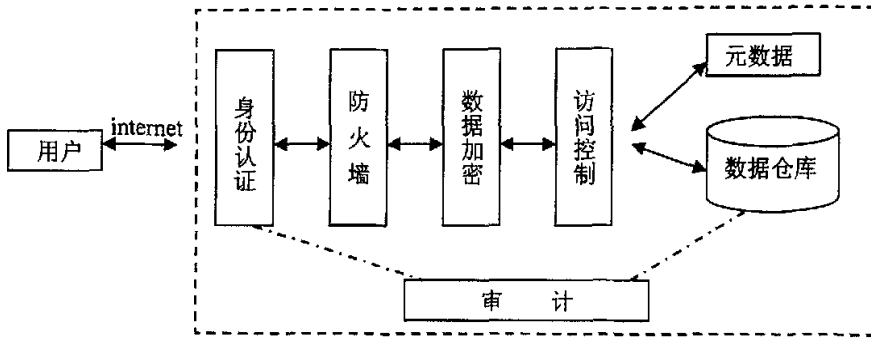 用户
internet
身份认证
防火墙
数据加密
访问控制
元数据
数据仓库
审 计